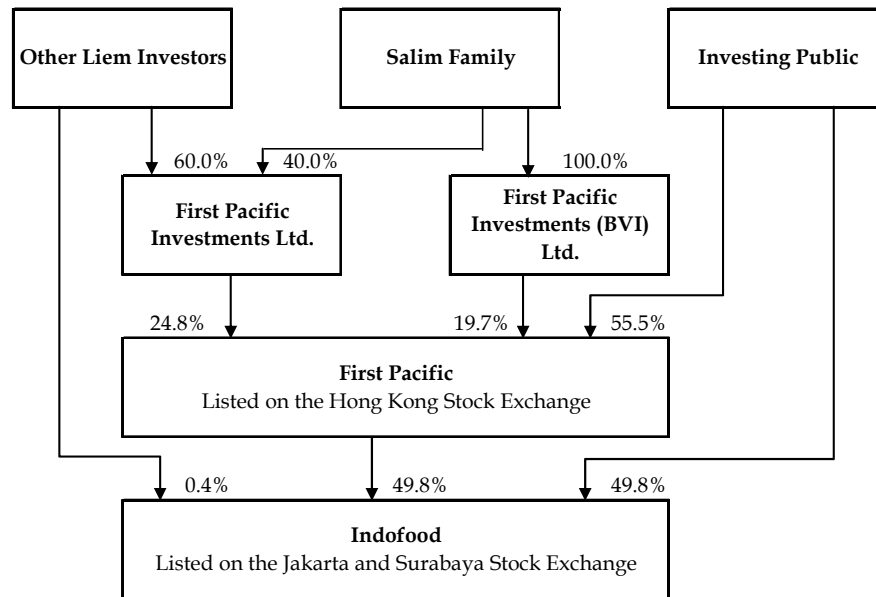 Other Liem Investors
Salim Family
Investing Public
60.0%
40.0%
100.0%
First Pacific
Investments Ltd.
First Pacific
Investments (BVI)
Ltd.
24.8%
19.7%
55.5%
First Pacific
Listed on the Hong Kong Stock Exchange
0.4%
49.8%
49.8%
Indofood
Listed on the Jakarta and Surabaya Stock Exchange